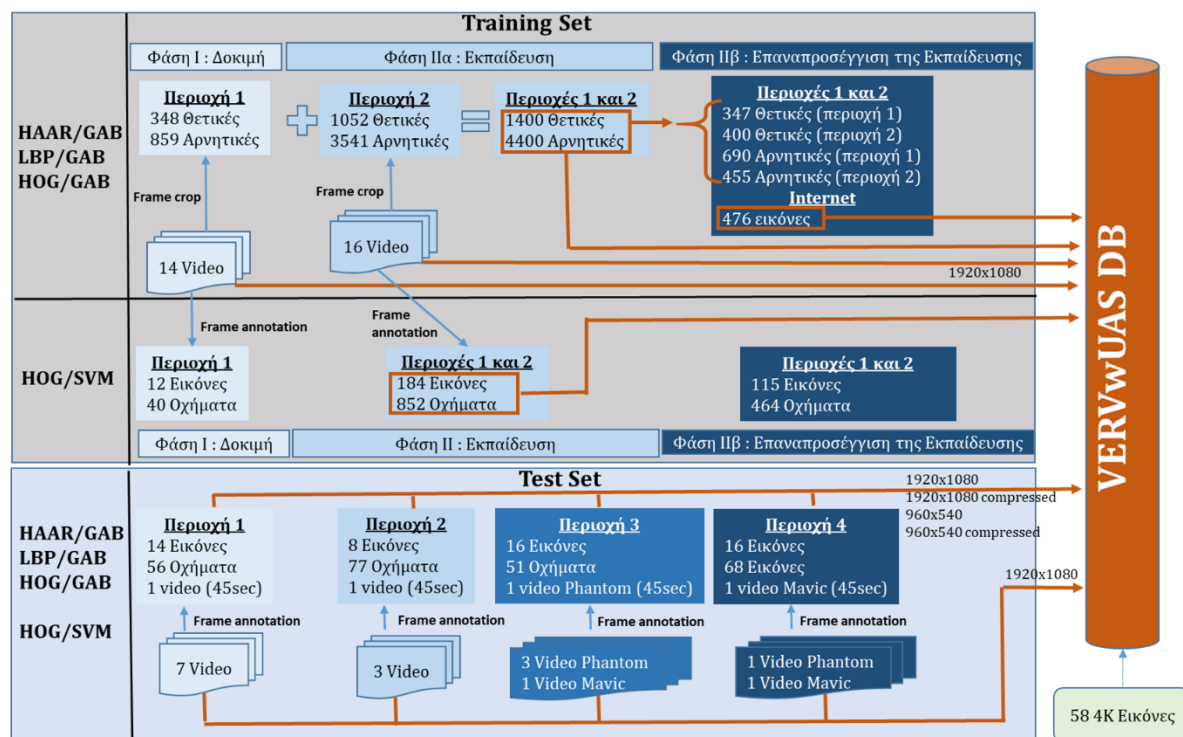 Training Set
Φάση Ι : Δοκιμή
Φάση ΙΙα : Εκπαίδευση
Φάση ΙΙβ : Επαναπροσέγγιση της Εκπαίδευσης
HAAR/GAB
LBP/GAB
HOG/GAB
Περιοχή 1
348 Θετικές
859 Αρνητικές
Περιοχή 2
1052 Θετικές
3541 Αρνητικές
Περιοχές 1 και 2
1400 Θετικές
4400 Αρνητικές
Περιοχές 1 και 2
347 Θετικές (περιοχή 1)
400 Θετικές (περιοχή 2)
690 Αρνητικές (περιοχή 1)
455 Αρνητικές (περιοχή 2)
Internet
476 εικόνες
Frame crop
Frame crop
14 Video
16 Video
1920x1080
Frame annotation
Frame
annotation
HOG/SVM
Περιοχή 1
12 Εικόνες
40 Οχήματα
Περιοχές 1 και 2
184 Εικόνες
852 Οχήματα
Περιοχές 1 και 2
115 Εικόνες
464 Οχήματα
Φάση Ι : Δοκιμή
Φάση ΙΙ : Εκπαίδευση
Φάση ΙΙβ : Επαναπροσέγγιση της Εκπαίδευσης
Test Set
1920x1080
1920x1080 compressed
960x540
960x540 compressed
HAAR/GAB
LBP/GAB
HOG/GAB
HOG/SVM
Περιοχή 1
14 Εικόνες
56 Οχήματα
1 video (45sec)
Περιοχή 2
8 Εικόνες
77 Οχήματα
1 video (45sec)
Περιοχή 3
16 Εικόνες
51 Οχήματα
1 video Phantom (45sec)
Περιοχή 4
16 Εικόνες
68 Εικόνες
1 video Mavic (45sec)
1920x1080
Frame annotation
Frame annotation
Frame annotation
Frame annotation
7 Video
3 Video
3 Video Phantom
1 Video Mavic
1 Video Phantom
1 Video Mavic
VERVwUAS DB
58 4K Εικόνες